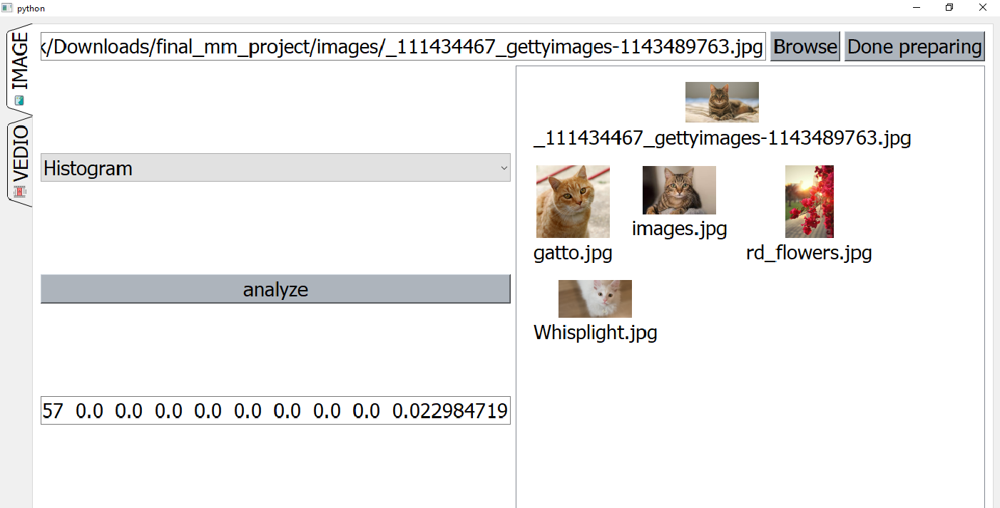 python
IMAGE
VEDIO
k/Downloads/final_mm_project/images/_111434467_gettyimages-1143489763.jpg
Browse
Done preparing
Histogram
analyze
57 0.0 0.0 0.0 0.0 0.0 0.0 0.0 0.0 0.022984719
_111434467_gettyimages-1143489763.jpg
gatto.jpg
images.jpg
rd_flowers.jpg
Whisplight.jpg